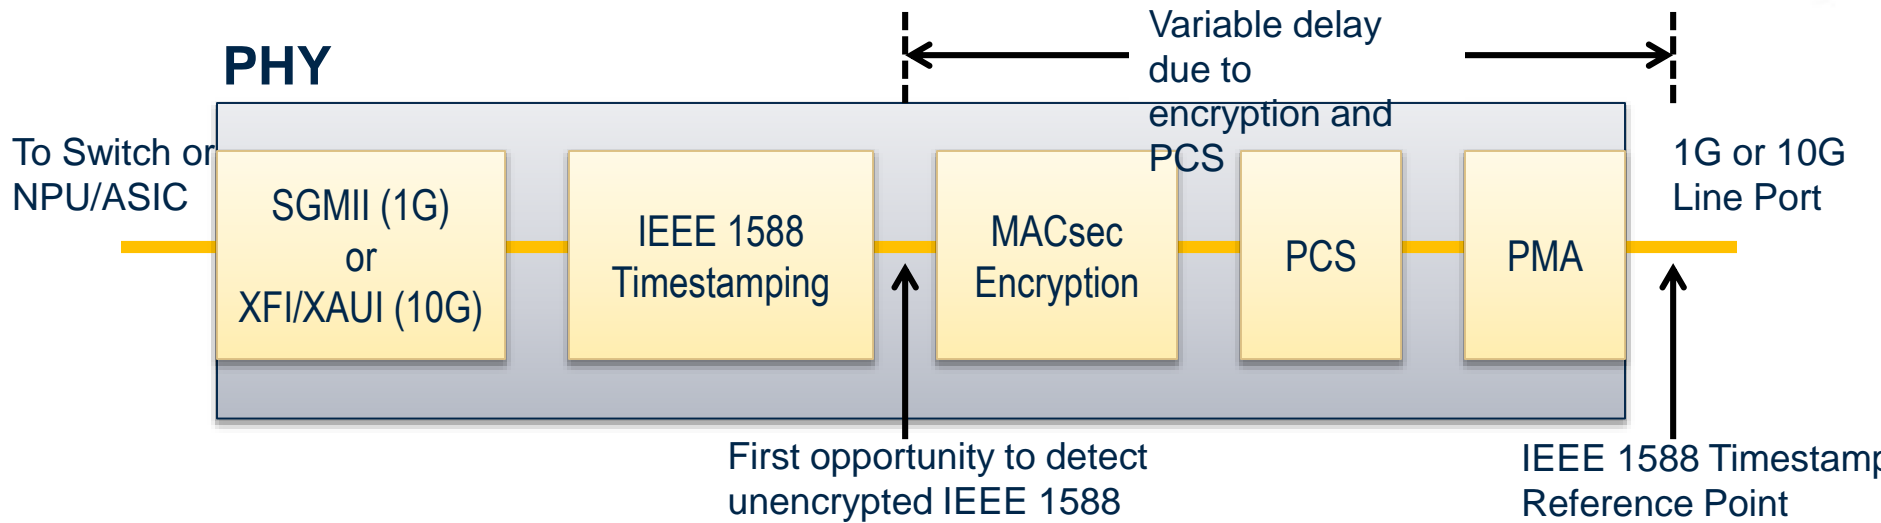 PHY
Variable delay
due to
encryption and
PCS
To Switch or
NPU/ASIC
SGMII (1G)
or
XFI/XAUI (10G)
IEEE 1588
Timestamping
MACsec
Encryption
PCS
PMA
1G or 10G
Line Port
First opportunity to detect
unencrypted IEEE 1588
IEEE 1588 Timestamp
Reference Point